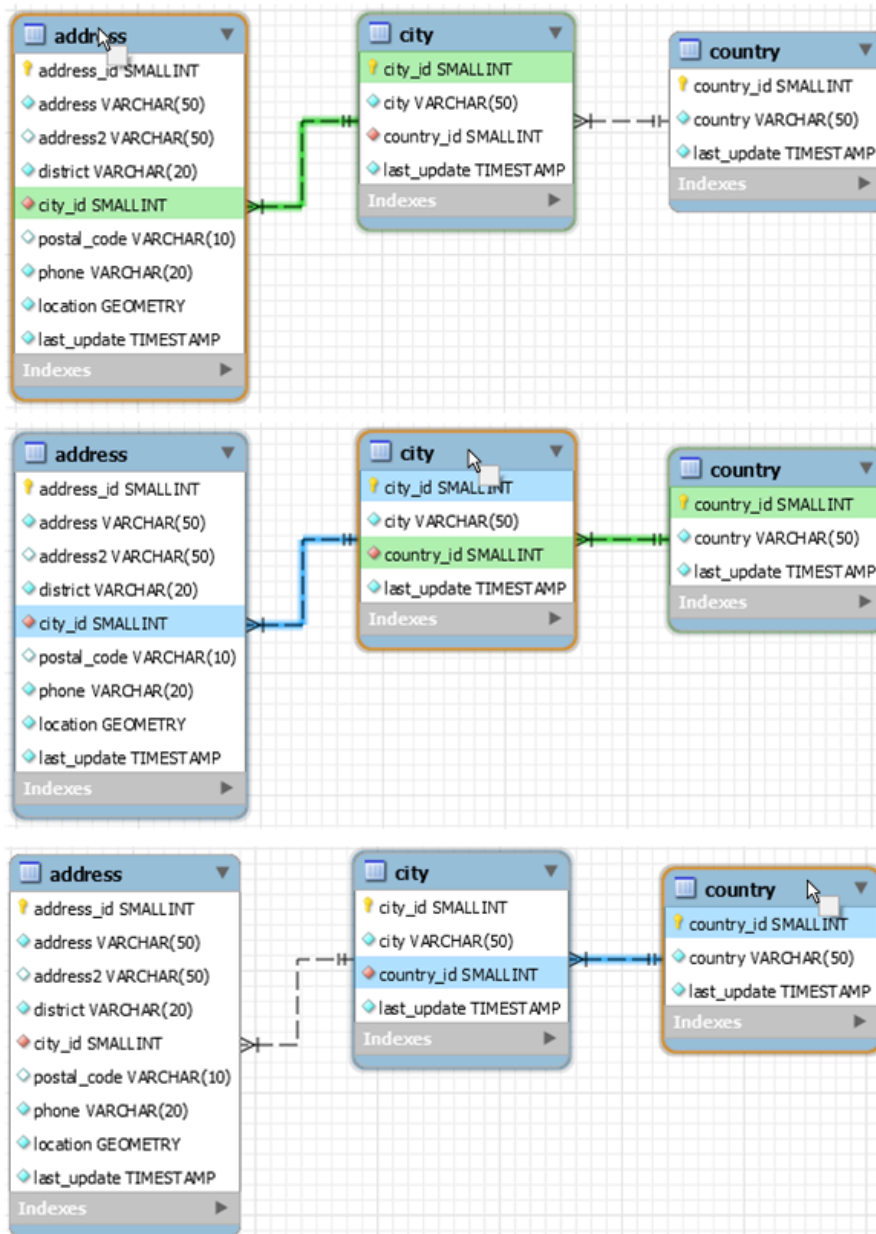 address
address_id SMALLINT
address VARCHAR(50)
address2 VARCHAR(50)
district VARCHAR(20)
city_id SMALLINT
postal_code VARCHAR(10)
phone VARCHAR(20)
location GEOMETRY
last_update TIMESTAMP
Indexes
city
city_id SMALLINT
city VARCHAR(50)
country_id SMALLINT
last_update TIMESTAMP
Indexes
country
country_id SMALLINT
country VARCHAR(50)
last_update TIMESTAMP
Indexes
address
address_id SMALLINT
address VARCHAR(50)
address2 VARCHAR(50)
district VARCHAR(20)
city_id SMALLINT
postal_code VARCHAR(10)
phone VARCHAR(20)
location GEOMETRY
last_update TIMESTAMP
Indexes
city
city_id SMALLINT
city VARCHAR(50)
country_id SMALLINT
last_update TIMESTAMP
Indexes
country
country_id SMALLINT
country VARCHAR(50)
last_update TIMESTAMP
Indexes
address
address_id SMALLINT
address VARCHAR(50)
address2 VARCHAR(50)
district VARCHAR(20)
city_id SMALLINT
postal_code VARCHAR(10)
phone VARCHAR(20)
location GEOMETRY
last_update TIMESTAMP
Indexes
city
city_id SMALLINT
city VARCHAR(50)
country_id SMALLINT
last_update TIMESTAMP
Indexes
country
country_id SMALLINT
country VARCHAR(50)
last_update TIMESTAMP
Indexes